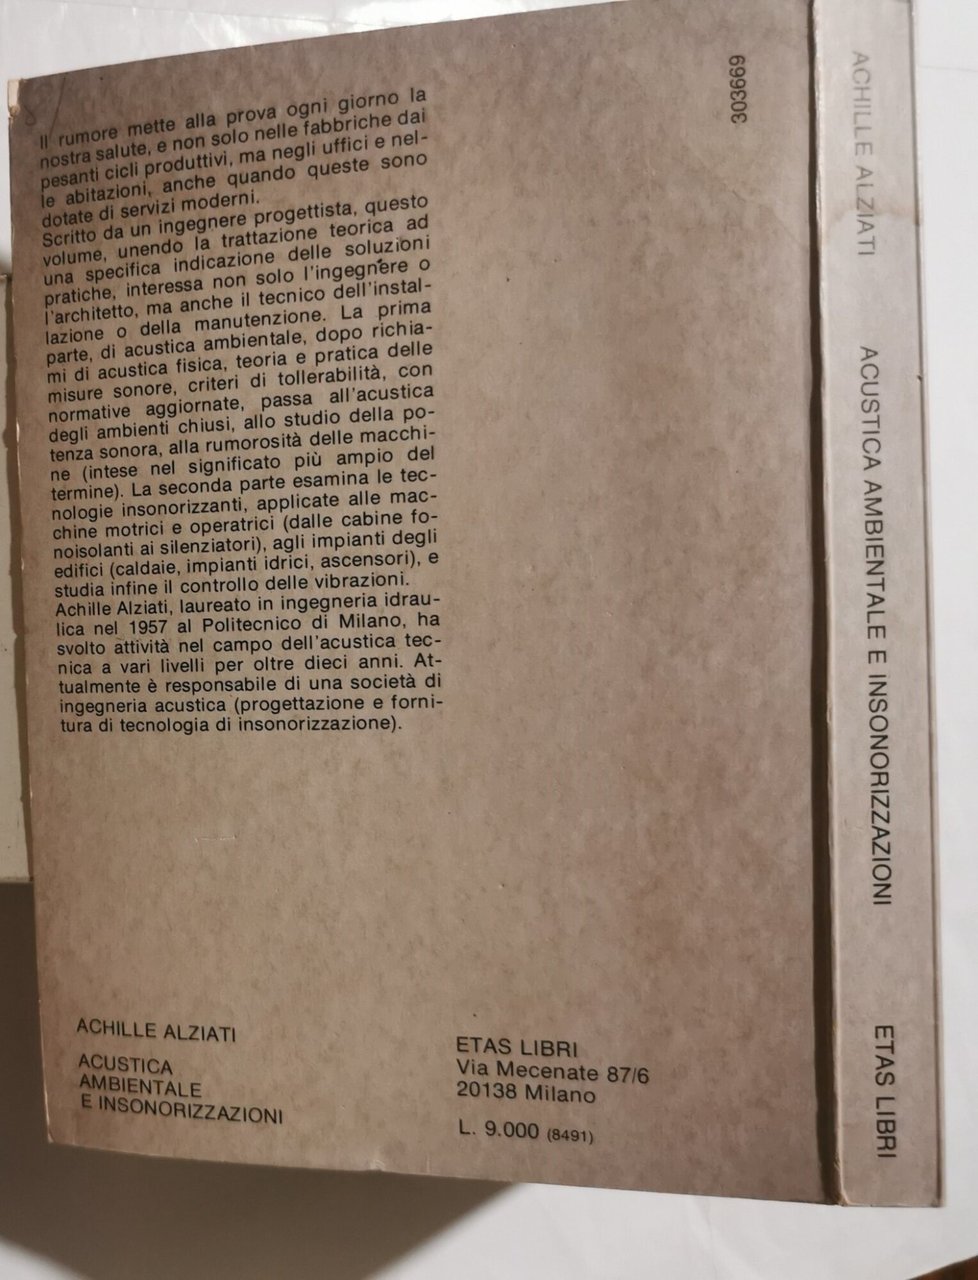 Il rumore mette alla prova ogni giorno la
nostra salute, e non solo nelle fabbriche dai
pesanti cicli produttivi, ma negli uffici e nel-
le abitazioni, anche quando queste sono
dotate di servizi moderni.
Scritto da un ingegnere progettista, questo
volume, unendo la trattazione teorica ad
una specifica indicazione delle soluzioni
pratiche, interessa non solo l'ingegnere o
l'architetto, ma anche il tecnico dell'instal-
lazione o della manutenzione. La prima
parte, di acustica ambientale, dopo richia-
mi di acustica fisica, teoria e pratica delle
misure sonore, criteri di tollerabilità, con
normative aggiornate, passa all'acustica
degli ambienti chiusi, allo studio della po-
tenza sonora, alla rumorosità delle macchi-
ne (intese nel significato più ampio del
termine). La seconda parte esamina le tec-
nologie insonorizzanti, applicate alle mac-
chine motrici e operatrici (dalle cabine fo-
noisolanti ai silenziatori), agli impianti degli
edifici (caldaie, impianti idrici, ascensori), e
studia infine il controllo delle vibrazioni.
Achille Alziati, laureato in ingegneria idrau-
lica nel 1957 al Politecnico di Milano, ha
svolto attività nel campo dell'acustica tec-
nica a vari livelli per oltre dieci anni. At-
tualmente è responsabile di una società di
ingegneria acustica (progettazione e forni-
tura di tecnologia di insonorizzazione).
ACHILLE ALZIATI
ACUSTICA
AMBIENTALE
E INSONORIZZAZIONI
ETAS LIBRI
Via Mecenate 87/6
20138 Milano
L. 9.000 (8491)
303669
ACHILLE ALZIATI
ACUSTICA AMBIENTALE E INSONORIZZAZIONI
ETAS LIBRI